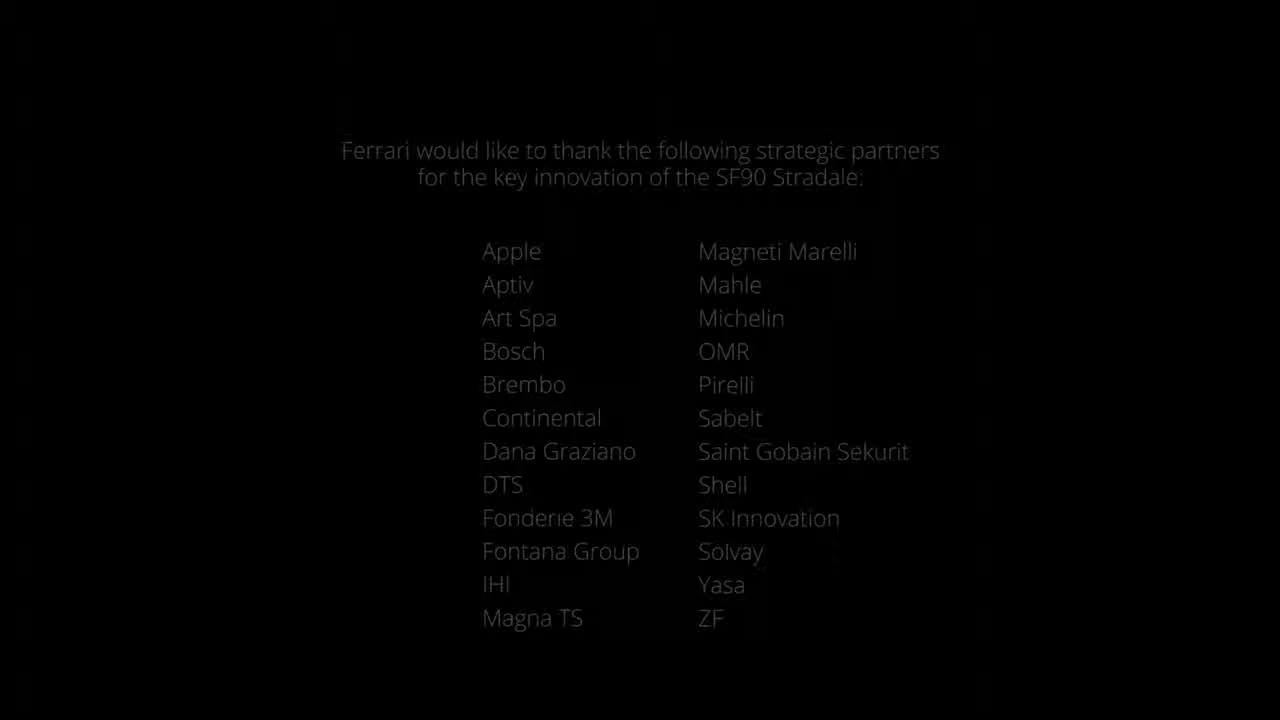 Ferrari would like to thank the following strategic partners
for the key innovation of the SF90 Stradale:
Apple
Aptiv
Art Spa
Bosch
Brembo
Continental
Dana Graziano
DTS
Fonderie 3M
Fontana Group
IHI
Magna TS
Magneti Marelli
Mahle
Michelin
OMR
Pirelli
Sabelt
Saint Gobain Sekurit
Shell
SK Innovation
Solvay
Yasa
ZF